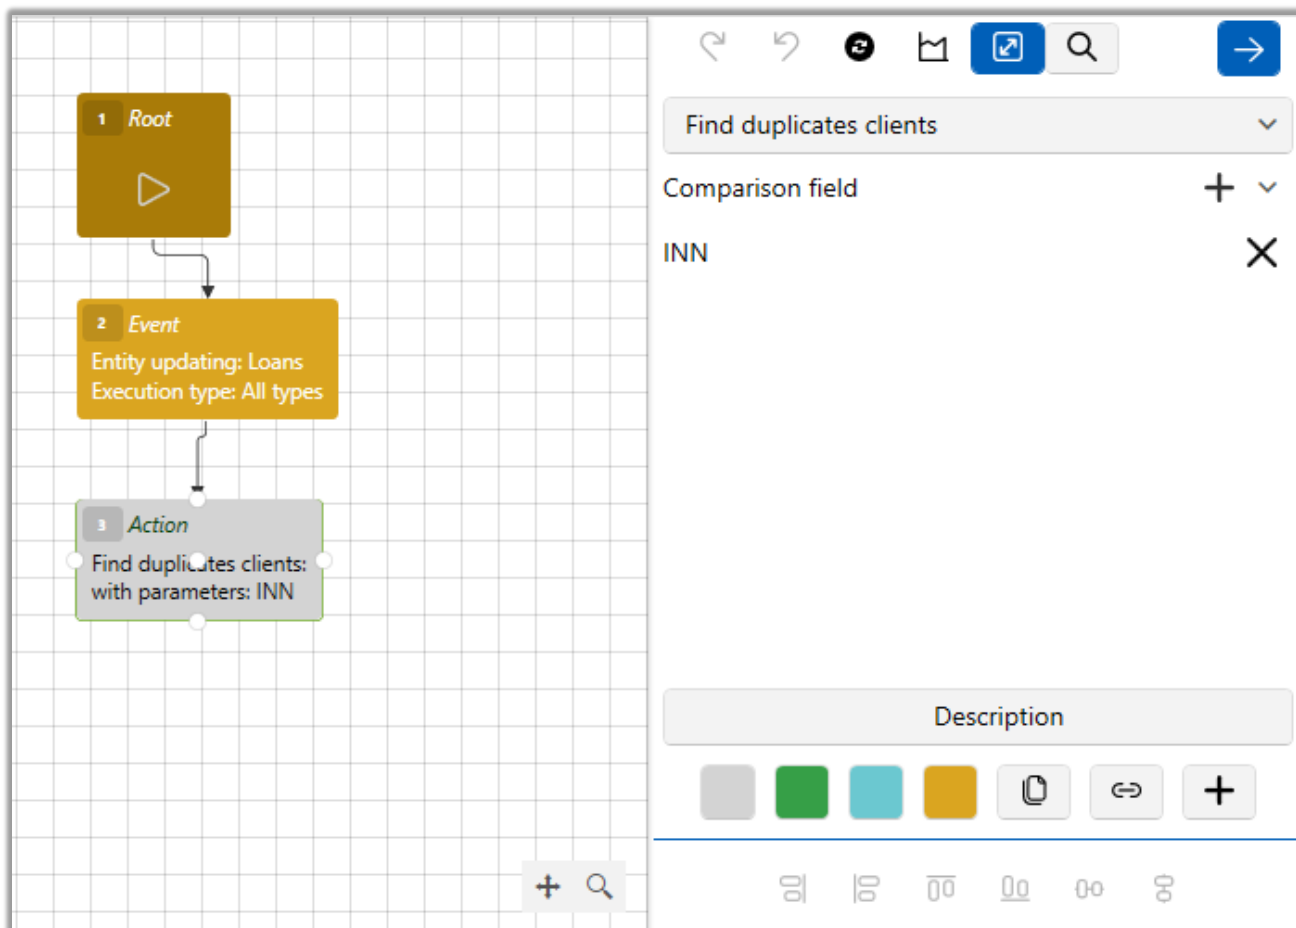 1 Root
2 Event
Entity updating: Loans
Execution type: All types
3 Action
Find duplicates clients:
with parameters: INN
Find duplicates clients
Comparison field
INN
Description